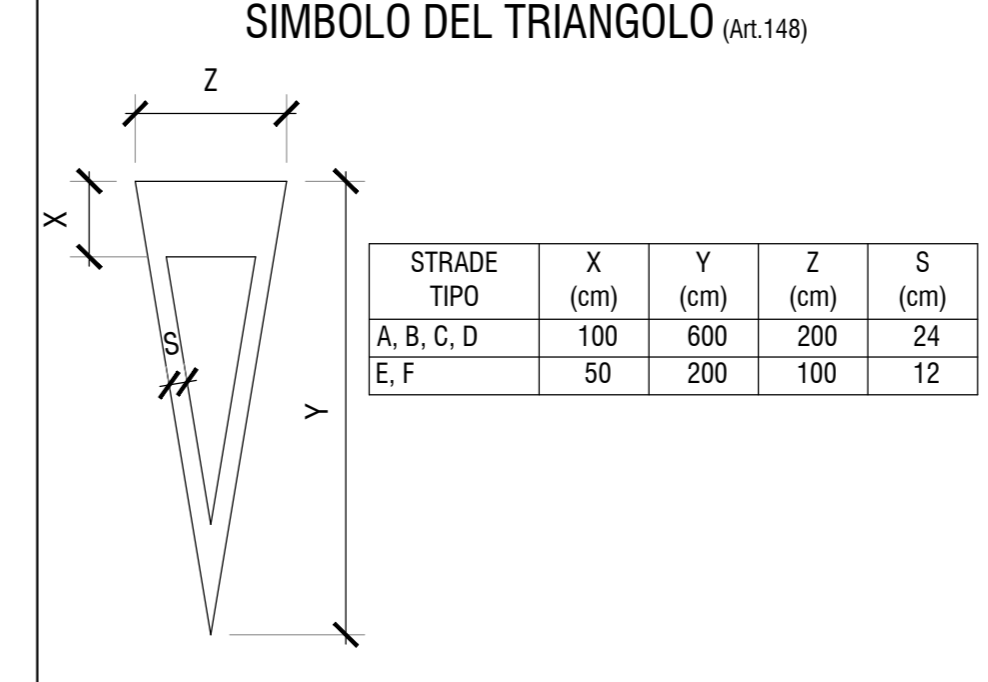 SIMBOLO DEL TRIANGOLO (Art.148)
Z
X
S
Y
STRADE TIPO X (cm) Y (cm) Z (cm) S (cm)
A, B, C, D 100 600 200 24
E, F 50 200 100 12